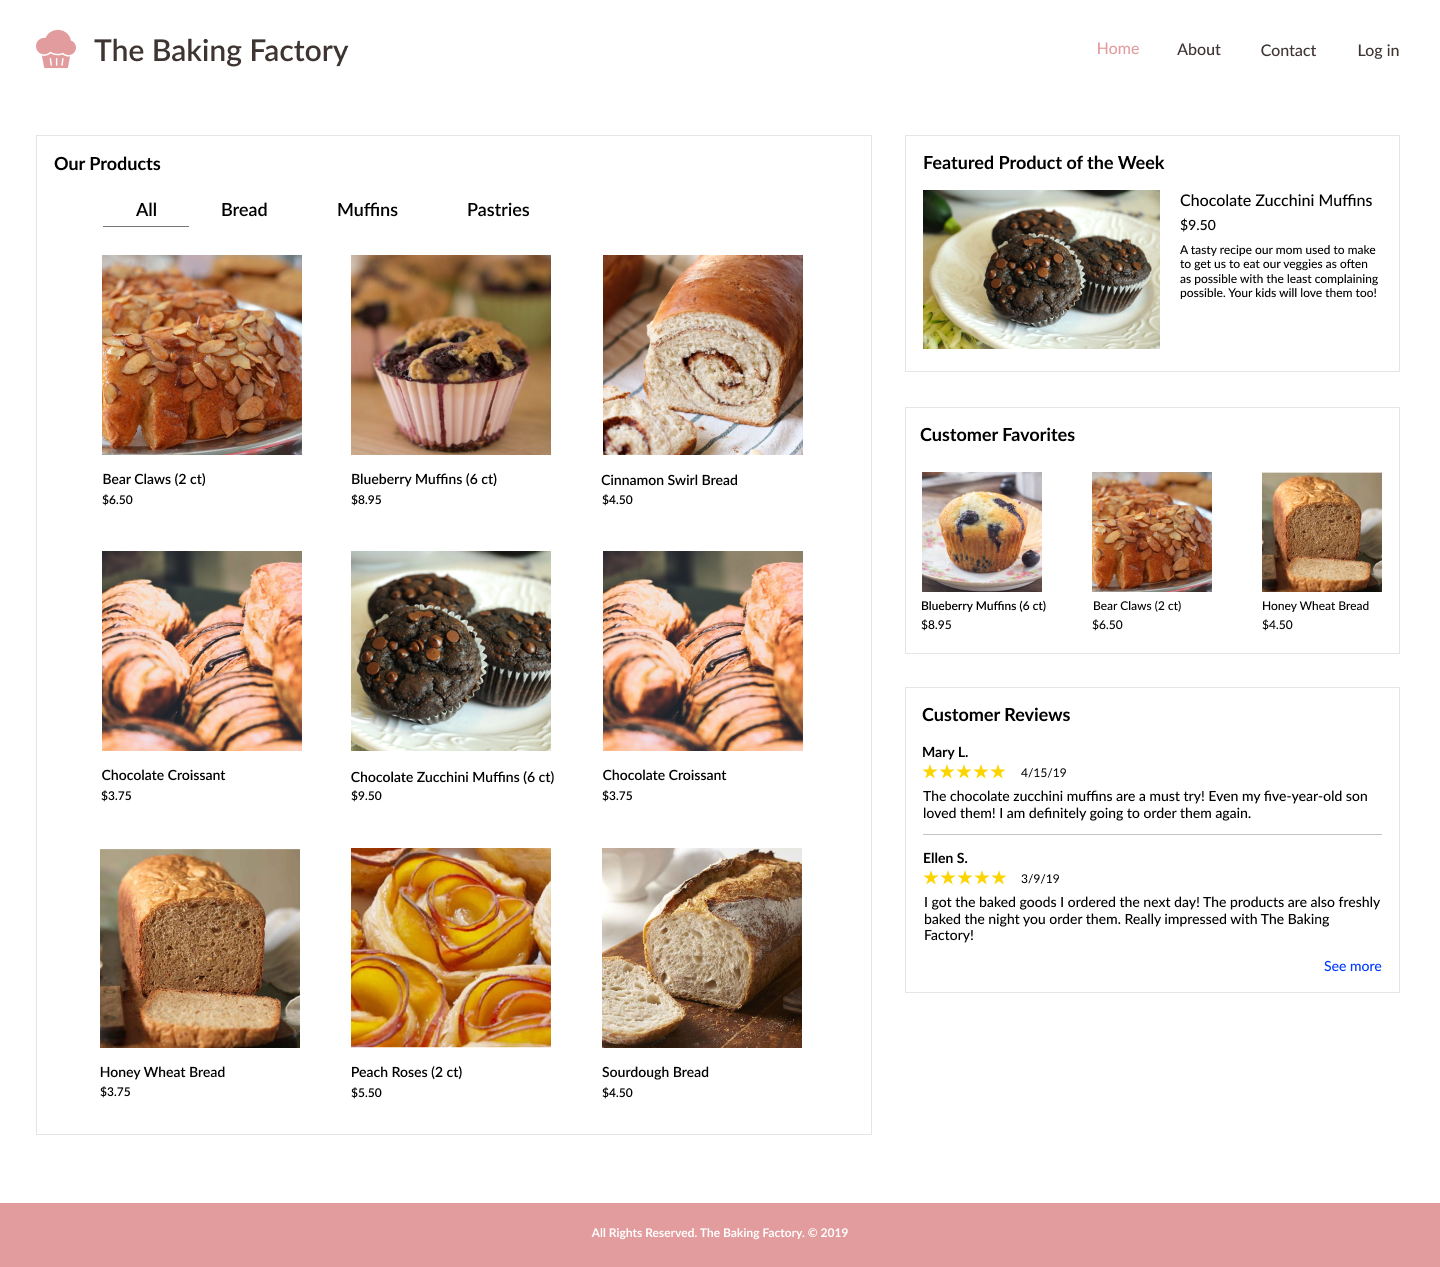 The Baking Factory
Home
About
Contact
Log in
Our Products
All
Bread
Muffins
Pastries
Bear Claws (2 ct)
$6.50
Blueberry Muffins (6 ct)
$8.95
Cinnamon Swirl Bread
$4.50
Chocolate Croissant
$3.75
Chocolate Zucchini Muffins (6 ct)
$9.50
Chocolate Croissant
$3.75
Honey Wheat Bread
$3.75
Peach Roses (2 ct)
$5.50
Sourdough Bread
$4.50
Featured Product of the Week
Chocolate Zucchini Muffins
$9.50
A tasty recipe our mom used to make
to get us to eat our veggies as often
as possible with the least complaining
possible. Your kids will love them too!
Customer Favorites
Blueberry Muffins (6 ct)
$8.95
Bear Claws (2 ct)
$6.50
Honey Wheat Bread
$4.50
Customer Reviews
Mary L.
4/15/19
The chocolate zucchini muffins are a must try! Even my five-year-old son
loved them! I am definitely going to order them again.
Ellen S.
3/9/19
I got the baked goods I ordered the next day! The products are also freshly
baked the night you order them. Really impressed with The Baking
Factory!
See more
All Rights Reserved. The Baking Factory. © 2019